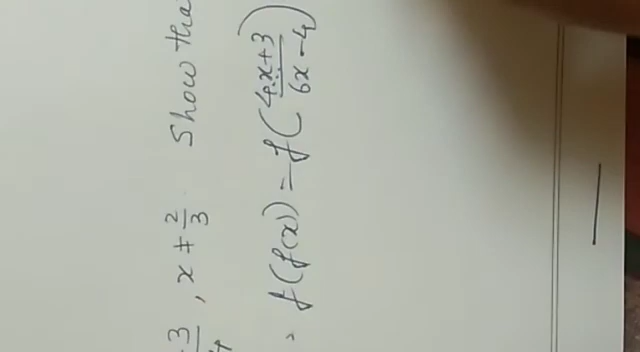 3/4, x ≠ 2/3 Show tha
= f(f(x)) = f((4x+3)/(6x-4))